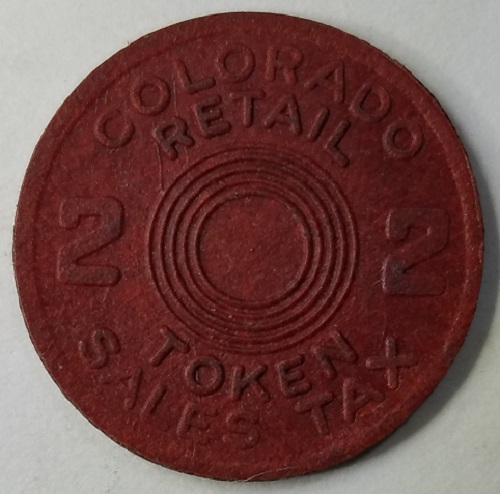 COLORADO
RETAIL
2 2
TOKEN
SALES TAX